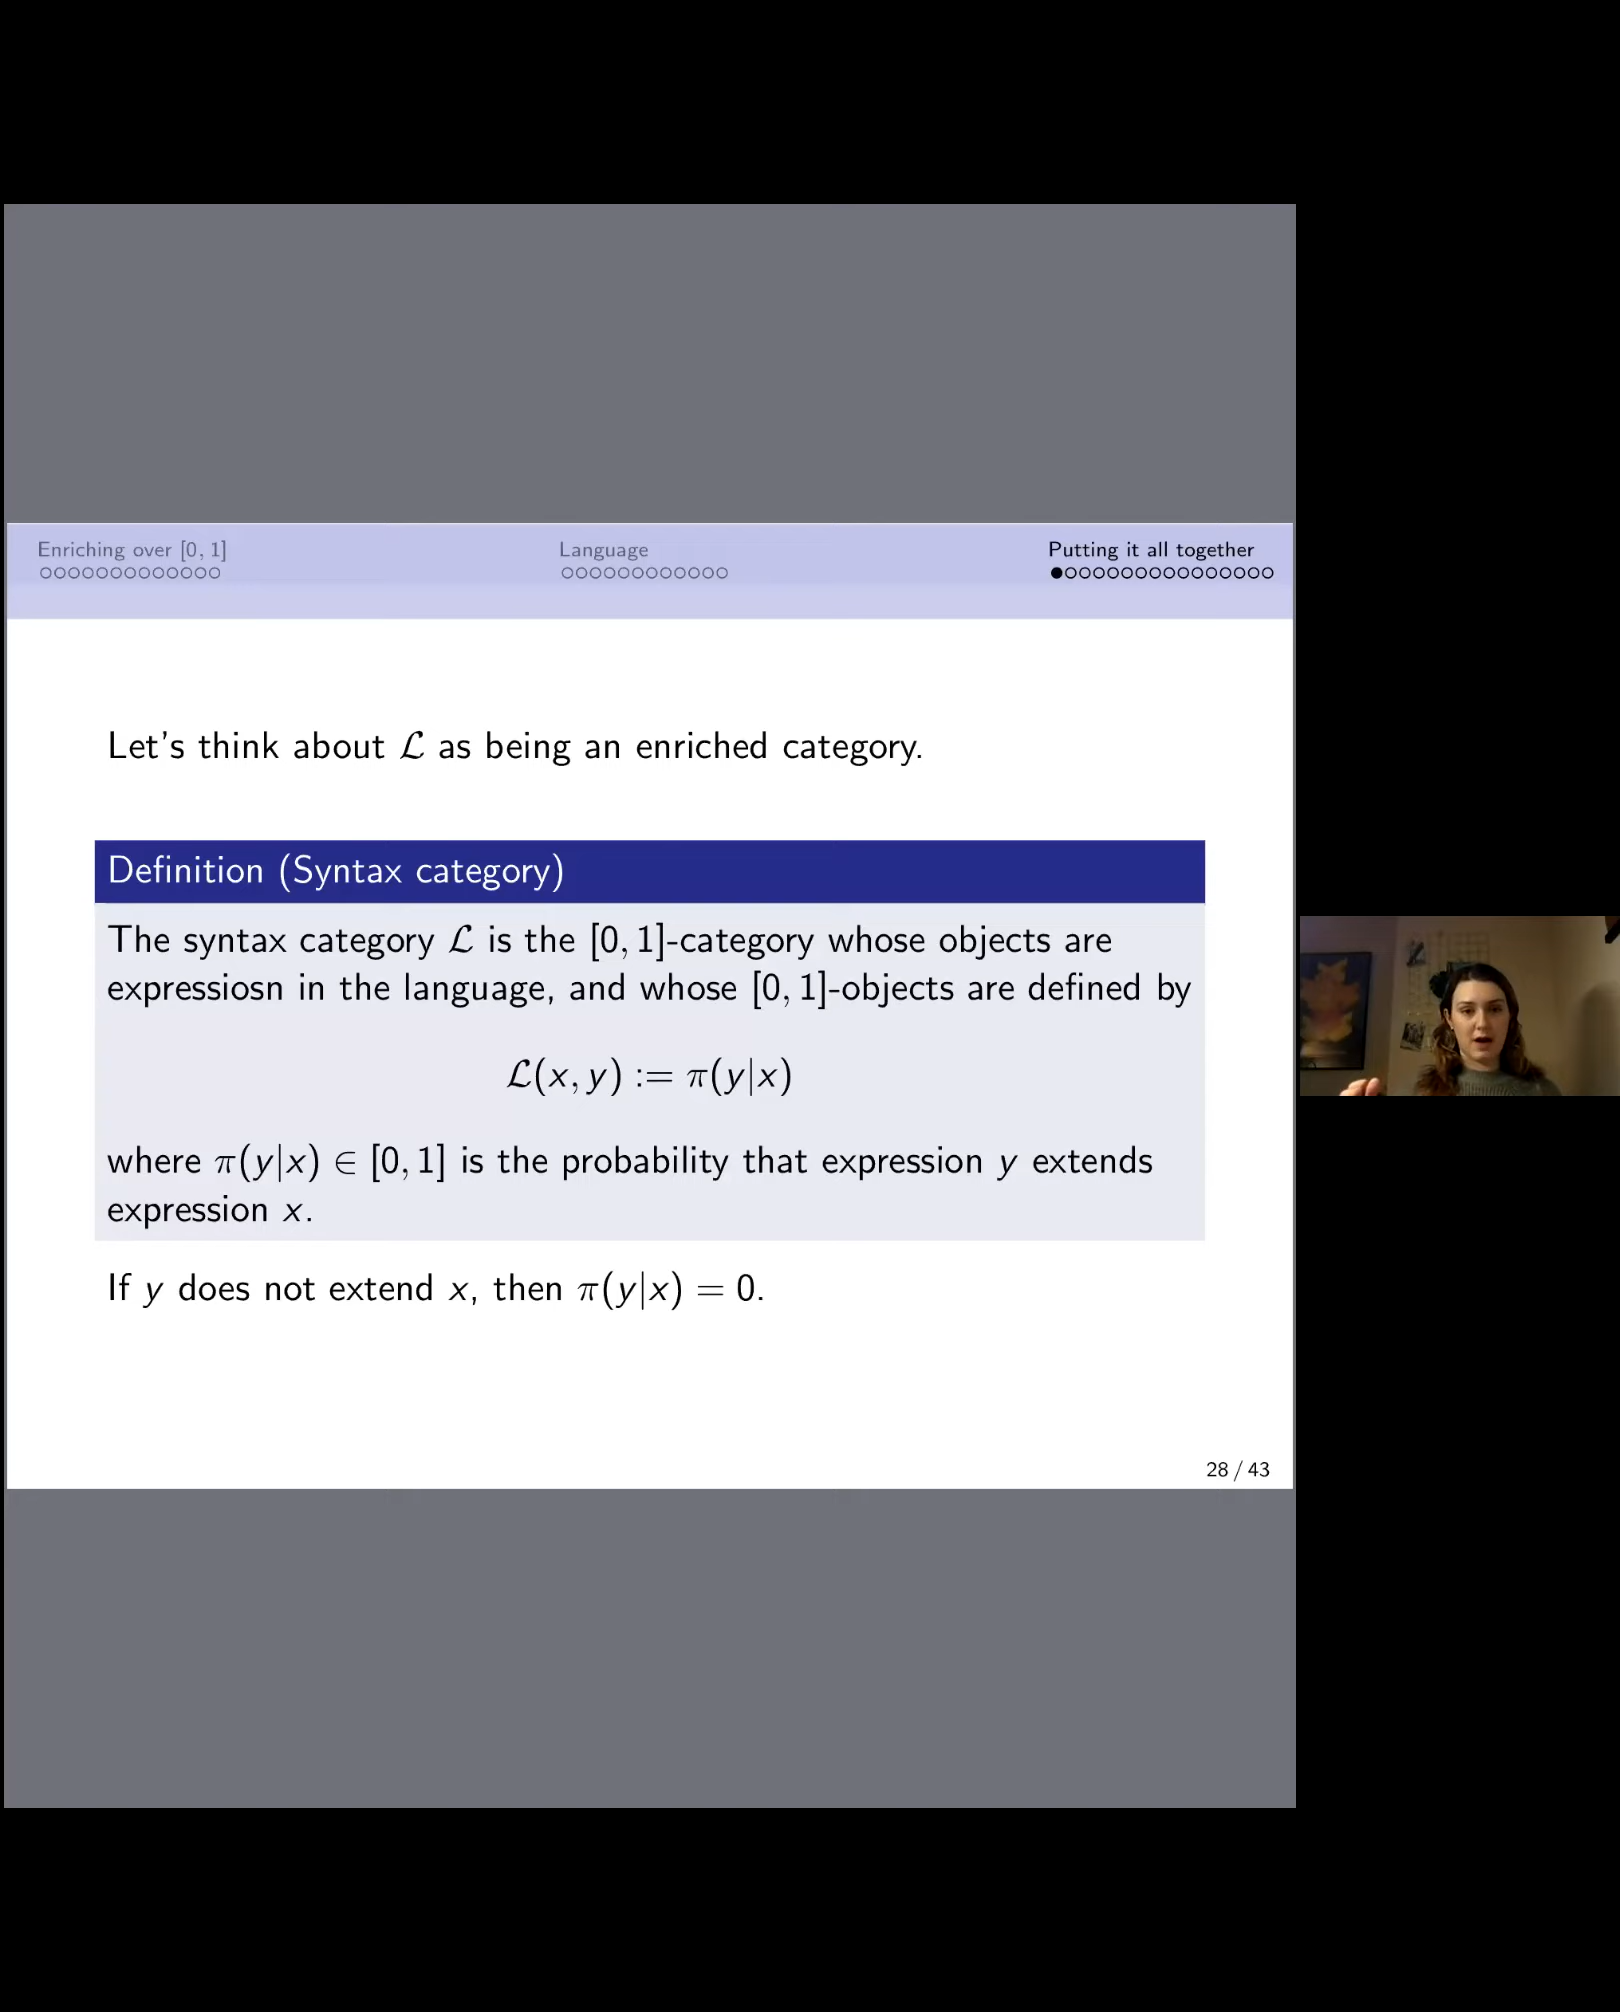 Enriching over [0, 1]
Language
Putting it all together
Let's think about ℒ as being an enriched category.
Definition (Syntax category)
The syntax category ℒ is the [0, 1]-category whose objects are
expressiosn in the language, and whose [0, 1]-objects are defined by
ℒ(x, y) := π(y|x)
where π(y|x) ∈ [0, 1] is the probability that expression y extends
expression x.
If y does not extend x, then π(y|x) = 0.
28 / 43